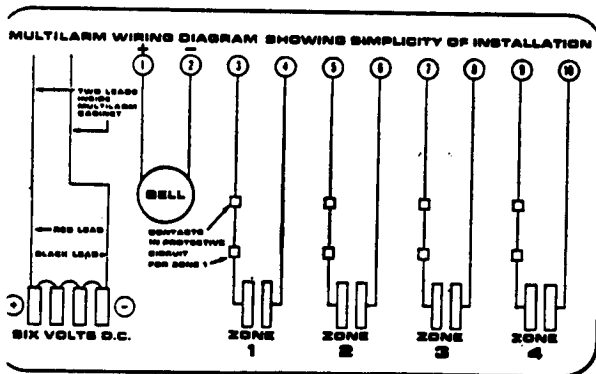 MULTILARM WIRING DIAGRAM SHOWING SIMPLICITY OF INSTALLATION
+ −
1 2 3 4 5 6 7 8 9 10
TWO LEADS
INSIDE
MULTILARM
CABINET
BELL
CONTACTS
IN PROTECTIVE
CIRCUIT
FOR ZONE 1
RED LEAD
BLACK LEAD
+ −
SIX VOLTS D.C.
ZONE ZONE ZONE ZONE
1 2 3 4